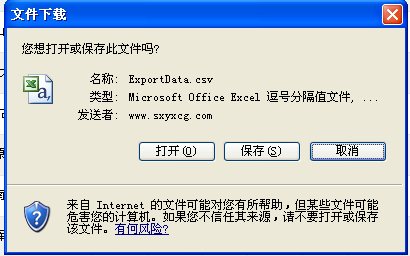 文件下载
您想打开或保存此文件吗?
名称: ExportData.csv
类型: Microsoft Office Excel 逗号分隔值文件, ...
发送者: www.sxyxcg.com
打开(O) 保存(S) 取消
来自 Internet 的文件可能对您有所帮助，但某些文件可能
危害您的计算机。如果您不信任其来源，请不要打开或保存
该文件。有何风险?